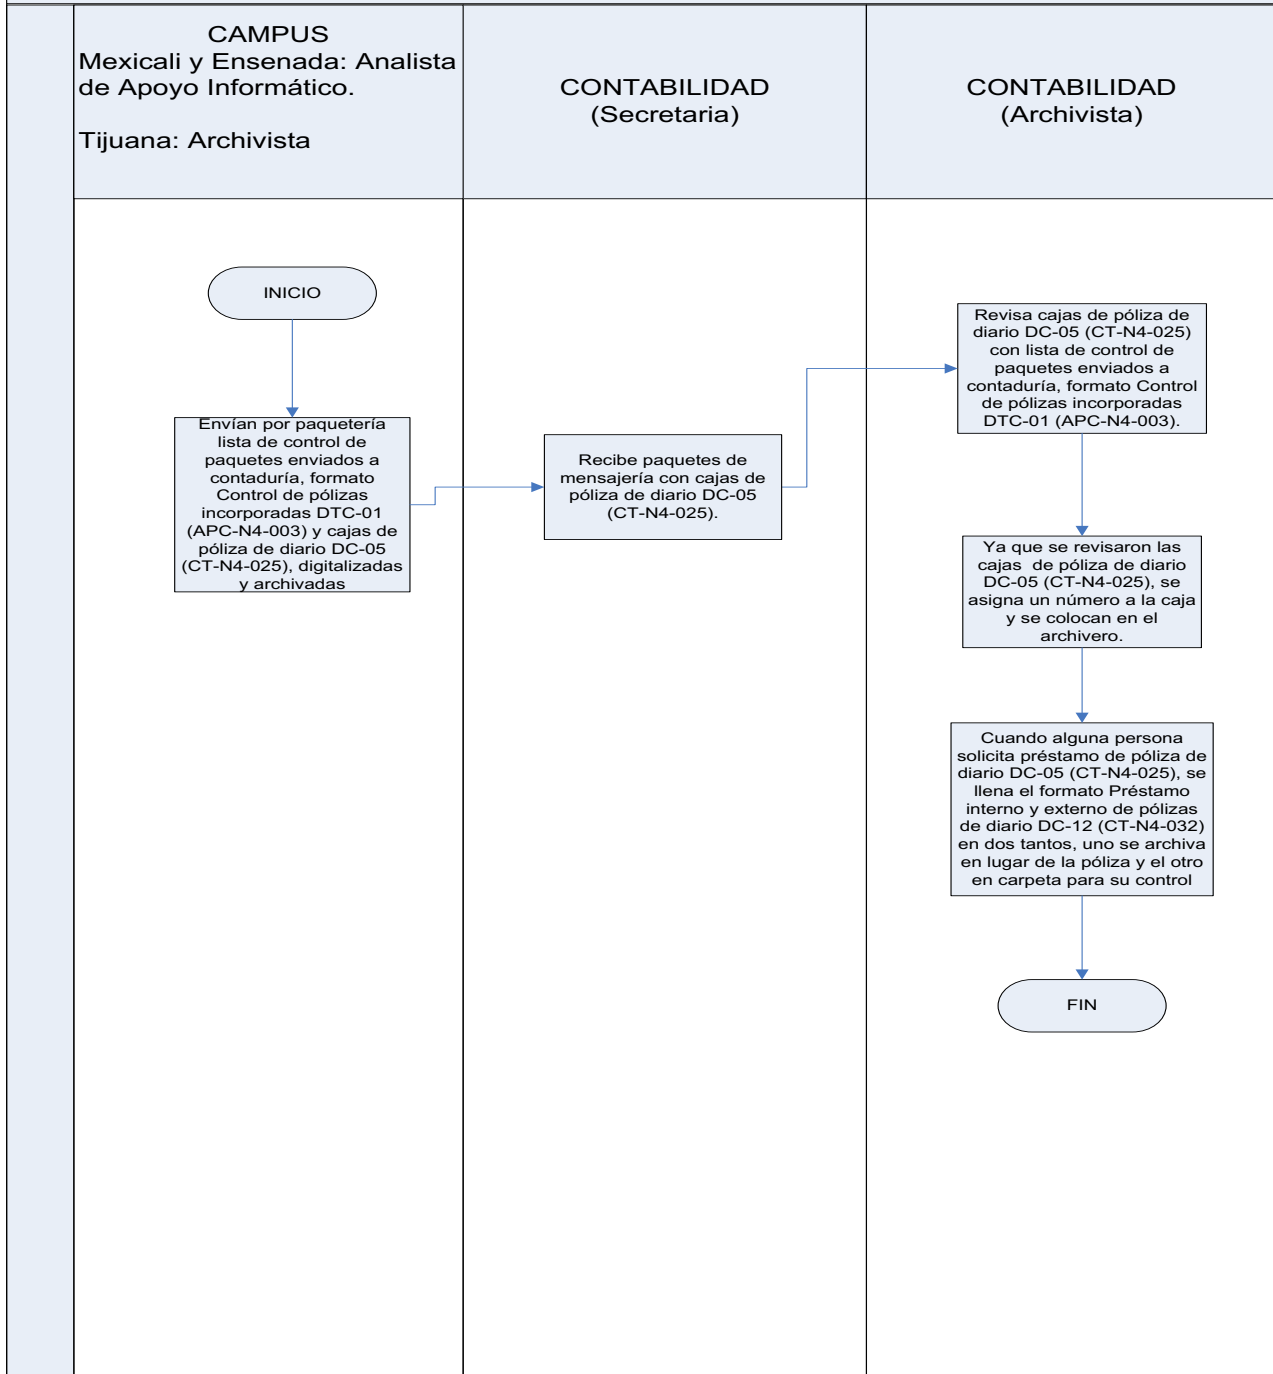 CAMPUS
Mexicali y Ensenada: Analista
de Apoyo Informático.
Tijuana: Archivista
CONTABILIDAD
(Secretaria)
CONTABILIDAD
(Archivista)
INICIO
Envían por paquetería
lista de control de
paquetes enviados a
contaduría, formato
Control de pólizas
incorporadas DTC-01
(APC-N4-003) y cajas de
póliza de diario DC-05
(CT-N4-025), digitalizadas
y archivadas
Recibe paquetes de
mensajería con cajas de
póliza de diario DC-05
(CT-N4-025).
Revisa cajas de póliza de
diario DC-05 (CT-N4-025)
con lista de control de
paquetes enviados a
contaduría, formato Control
de pólizas incorporadas
DTC-01 (APC-N4-003).
Ya que se revisaron las
cajas de póliza de diario
DC-05 (CT-N4-025), se
asigna un número a la caja
y se colocan en el
archivero.
Cuando alguna persona
solicita préstamo de póliza de
diario DC-05 (CT-N4-025), se
llena el formato Préstamo
interno y externo de pólizas
de diario DC-12 (CT-N4-032)
en dos tantos, uno se archiva
en lugar de la póliza y el otro
en carpeta para su control
FIN